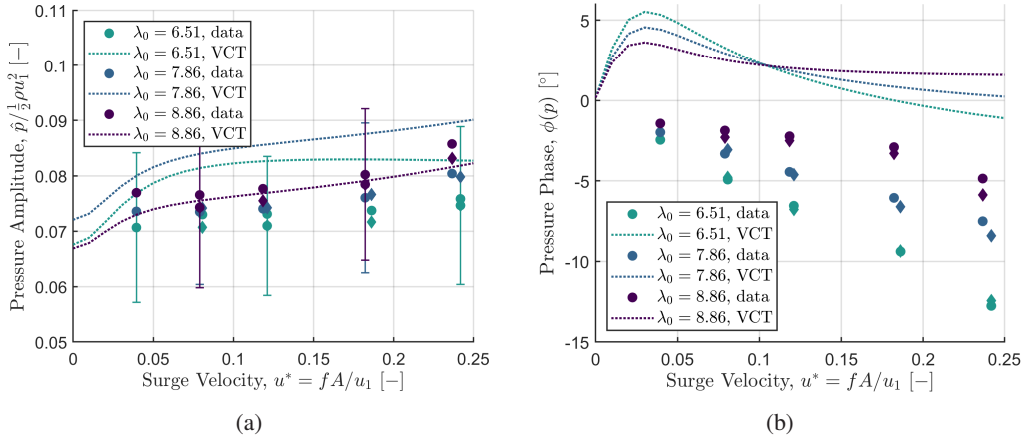 0.11
0.1
0.09
0.08
0.07
0.06
0.05
0
0.05
0.1
0.15
0.2
0.25
Pressure Amplitude, p̂/½ρu₁² [−]
Surge Velocity, u* = fA/u₁ [−]
λ₀ = 6.51, data
λ₀ = 6.51, VCT
λ₀ = 7.86, data
λ₀ = 7.86, VCT
λ₀ = 8.86, data
λ₀ = 8.86, VCT
(a)
5
0
-5
-10
-15
0
0.05
0.1
0.15
0.2
0.25
Pressure Phase, ϕ(p) [°]
Surge Velocity, u* = fA/u₁ [−]
λ₀ = 6.51, data
λ₀ = 6.51, VCT
λ₀ = 7.86, data
λ₀ = 7.86, VCT
λ₀ = 8.86, data
λ₀ = 8.86, VCT
(b)